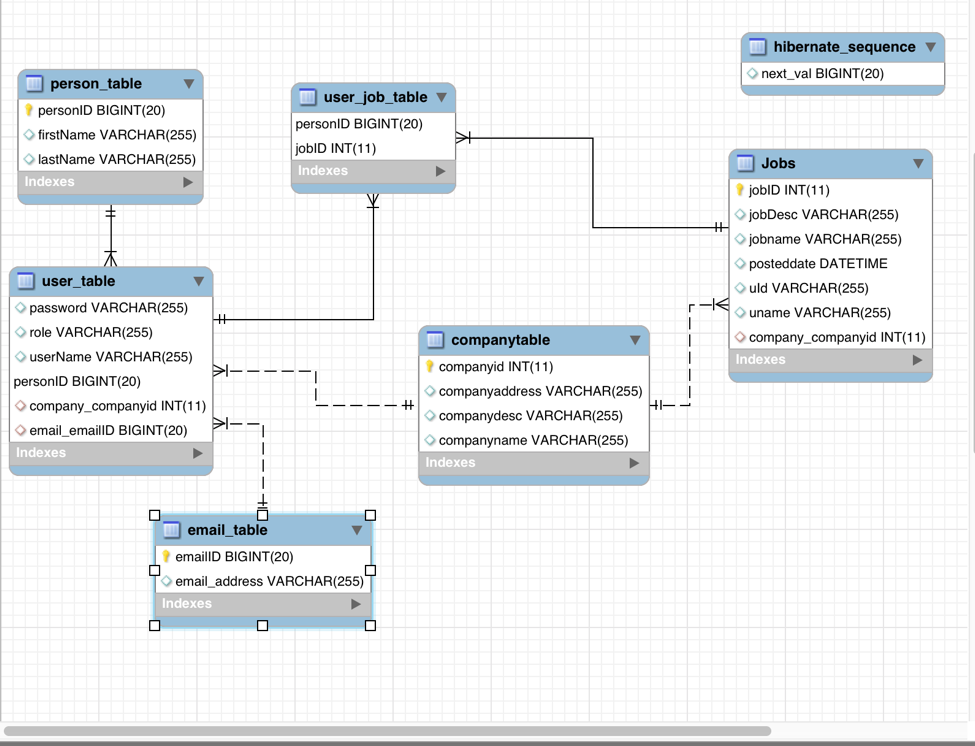 hibernate_sequence
next_val BIGINT(20)
person_table
personID BIGINT(20)
firstName VARCHAR(255)
lastName VARCHAR(255)
Indexes
user_job_table
personID BIGINT(20)
jobID INT(11)
Indexes
Jobs
jobID INT(11)
jobDesc VARCHAR(255)
jobname VARCHAR(255)
posteddate DATETIME
uId VARCHAR(255)
uname VARCHAR(255)
company_companyid INT(11)
Indexes
user_table
password VARCHAR(255)
role VARCHAR(255)
userName VARCHAR(255)
personID BIGINT(20)
company_companyid INT(11)
email_emailID BIGINT(20)
Indexes
companytable
companyid INT(11)
companyaddress VARCHAR(255)
companydesc VARCHAR(255)
companyname VARCHAR(255)
Indexes
email_table
emailID BIGINT(20)
email_address VARCHAR(255)
Indexes